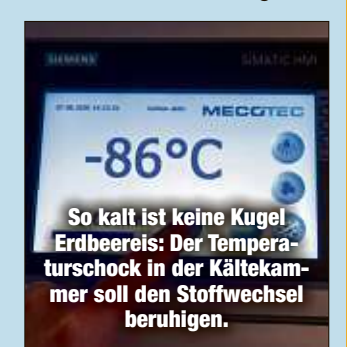 SIEMENS
SIMATIC HMI
MECOTEC
-86°C
So kalt ist keine Kugel
Erdbeereis: Der Tempera-
turschock in der Kältekam-
mer soll den Stoffwechsel
beruhigen.